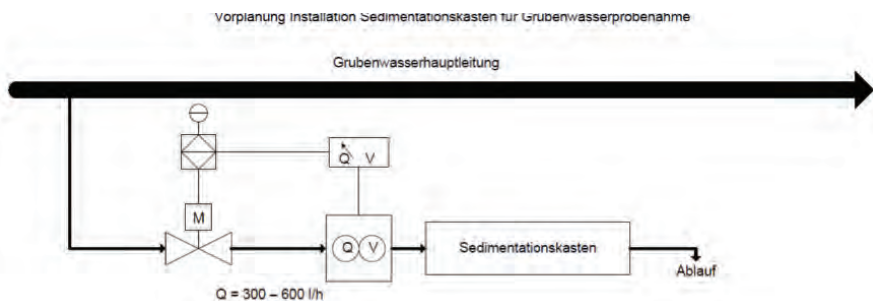 Vorplanung Installation Sedimentationskasten für Grubenwasserprobenahme
Grubenwasserhauptleitung
Q V
M
Q V
Sedimentationskasten
Ablauf
Q = 300 – 600 l/h